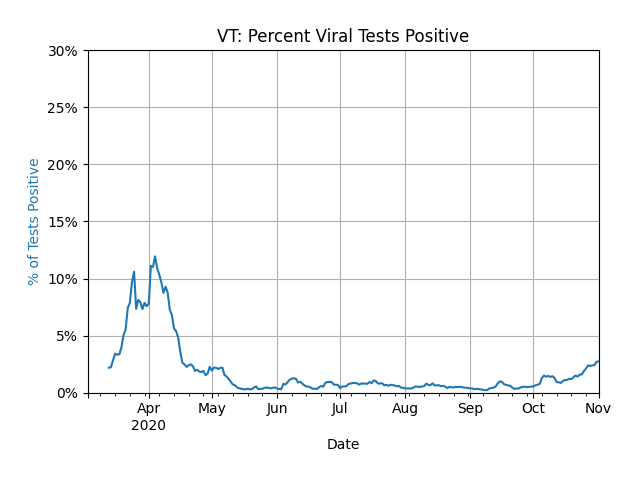 VT: Percent Viral Tests Positive
30%
25%
20%
15%
10%
5%
0%
% of Tests Positive
Apr May Jun Jul Aug Sep Oct Nov
2020
Date